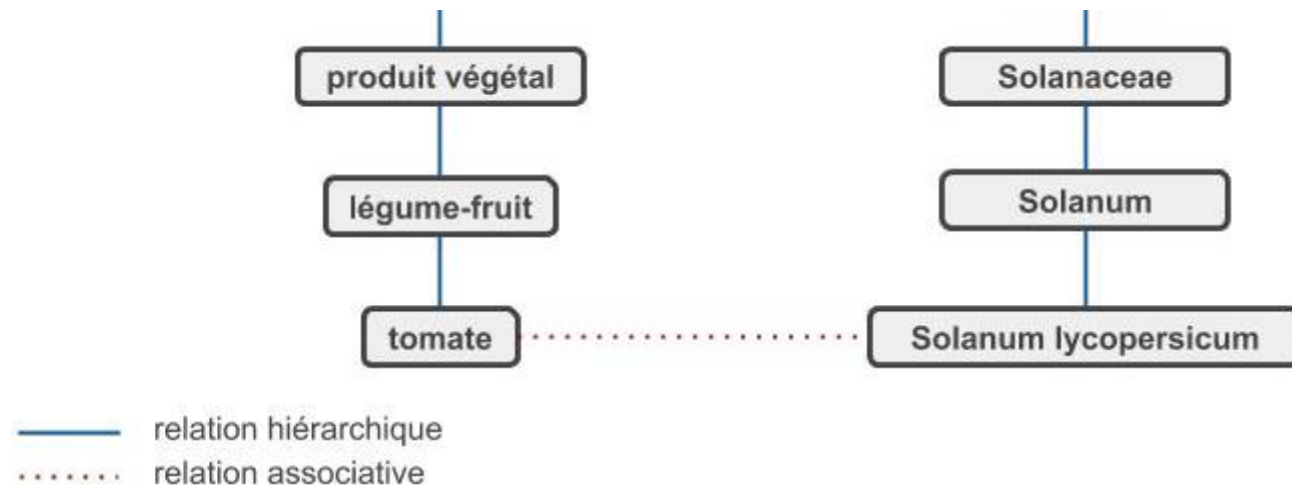 produit végétal
Solanaceae
légume-fruit
Solanum
tomate
Solanum lycopersicum
relation hiérarchique
relation associative